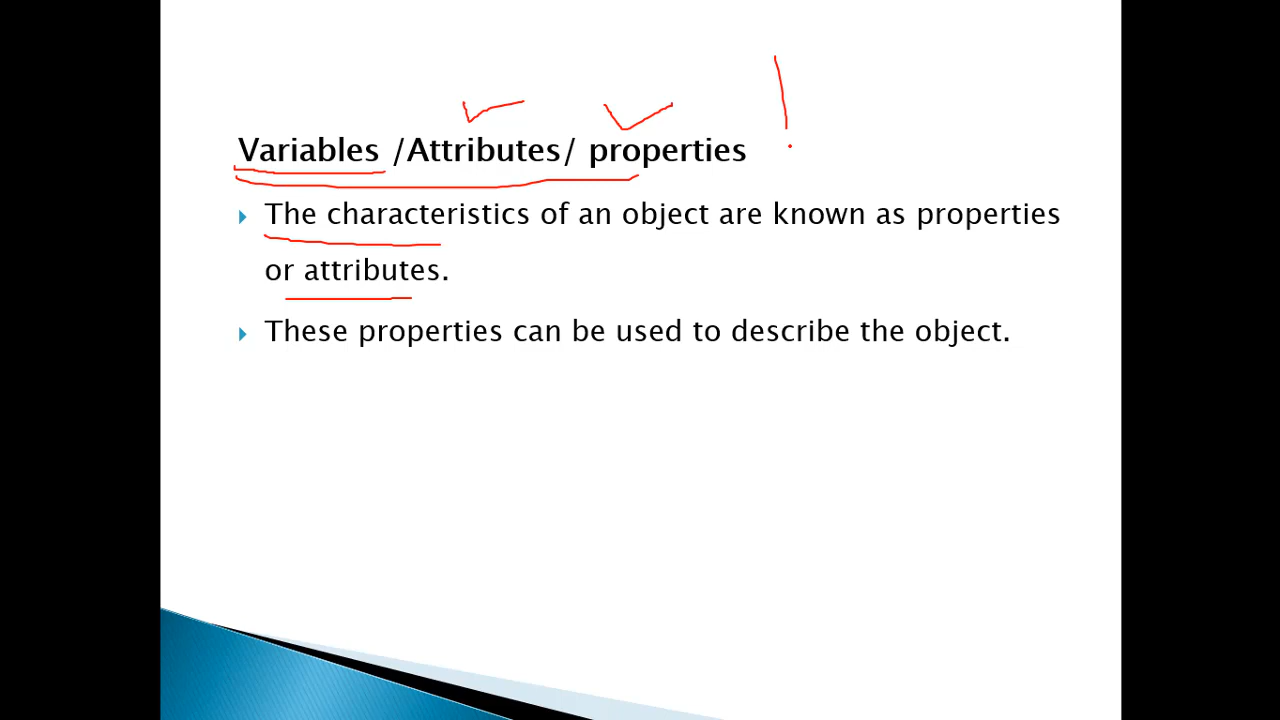 Variables /Attributes/ properties
The characteristics of an object are known as properties
or attributes.
These properties can be used to describe the object.